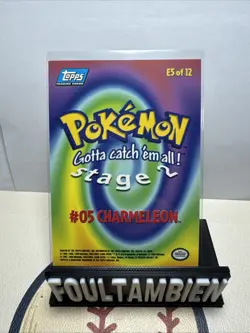 Topps
E5 of 12
POKéMON
Gotta catch 'em all!
stage 2
#05 CHARMELEON
FOULTAMBIEN